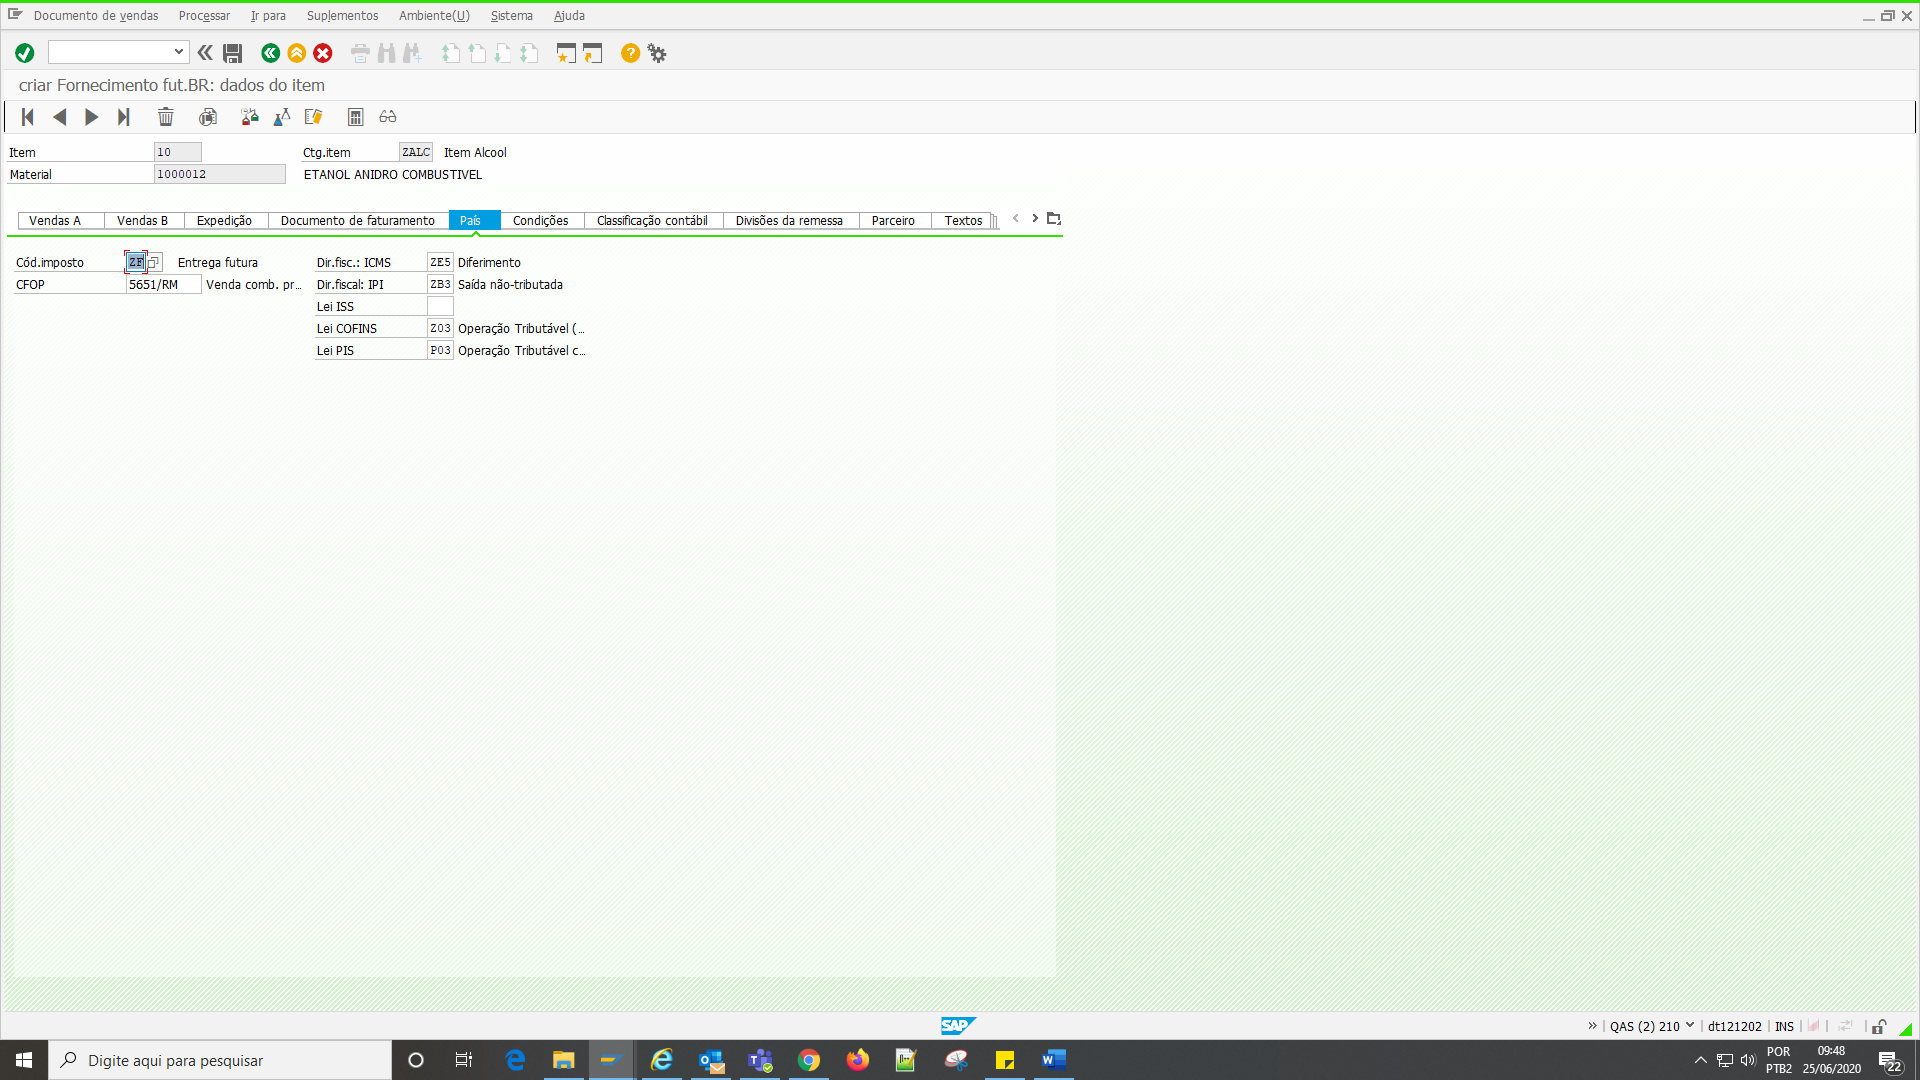 Documento de vendas Processar Ir para Suplementos Ambiente(U) Sistema Ajuda
criar Fornecimento fut.BR: dados do item
Item 10 Ctg.item ZALC Item Alcool
Material 1000012 ETANOL ANIDRO COMBUSTIVEL
Vendas A Vendas B Expedição Documento de faturamento País Condições Classificação contábil Divisões da remessa Parceiro Textos
Cód.imposto ZF Entrega futura Dir.fisc.: ICMS ZE5 Diferimento
CFOP 5651/RM Venda comb. pr... Dir.fiscal: IPI ZB3 Saída não-tributada
Lei ISS
Lei COFINS Z03 Operação Tributável (...
Lei PIS P03 Operação Tributável c...
SAP QAS (2) 210 dt121202 INS
Digite aqui para pesquisar
POR 09:48
PTB2 25/06/2020 22